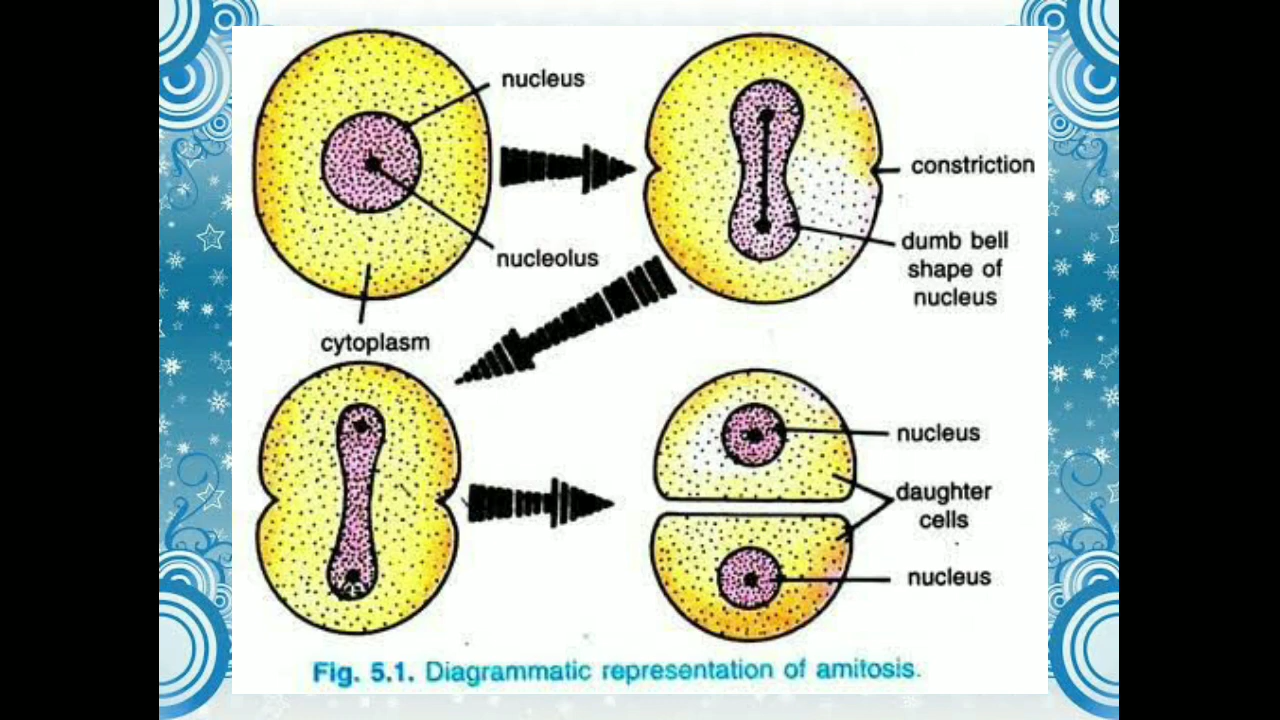 nucleus
nucleolus
cytoplasm
constriction
dumb bell
shape of
nucleus
nucleus
daughter
cells
nucleus
Fig. 5.1. Diagrammatic representation of amitosis.